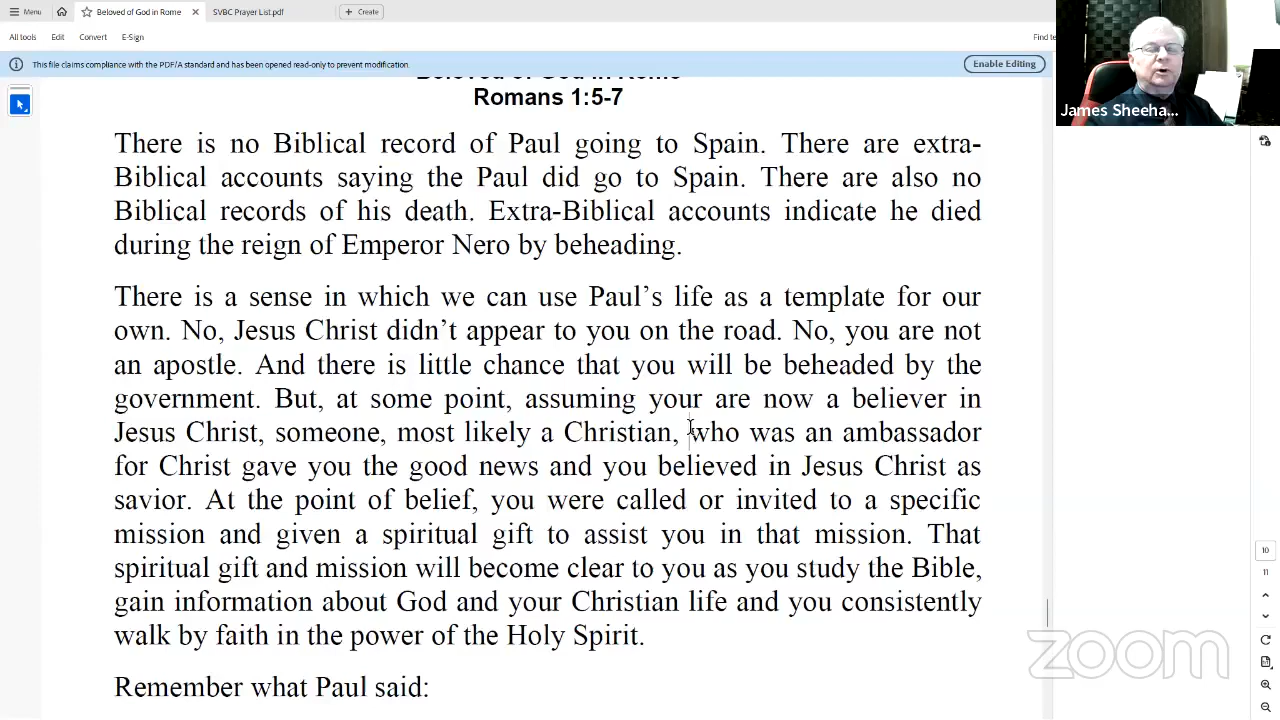 Menu
Beloved of God in Rome
SVBC Prayer List.pdf
Create
All tools Edit Convert E-Sign
Find te
This file claims compliance with the PDF/A standard and has been opened read-only to prevent modification.
Enable Editing
James Sheeha...
Beloved of God in Rome
Romans 1:5-7
There is no Biblical record of Paul going to Spain. There are extra-
Biblical accounts saying the Paul did go to Spain. There are also no
Biblical records of his death. Extra-Biblical accounts indicate he died
during the reign of Emperor Nero by beheading.
There is a sense in which we can use Paul’s life as a template for our
own. No, Jesus Christ didn’t appear to you on the road. No, you are not
an apostle. And there is little chance that you will be beheaded by the
government. But, at some point, assuming your are now a believer in
Jesus Christ, someone, most likely a Christian, who was an ambassador
for Christ gave you the good news and you believed in Jesus Christ as
savior. At the point of belief, you were called or invited to a specific
mission and given a spiritual gift to assist you in that mission. That
spiritual gift and mission will become clear to you as you study the Bible,
gain information about God and your Christian life and you consistently
walk by faith in the power of the Holy Spirit.
Remember what Paul said:
10
11
zoom